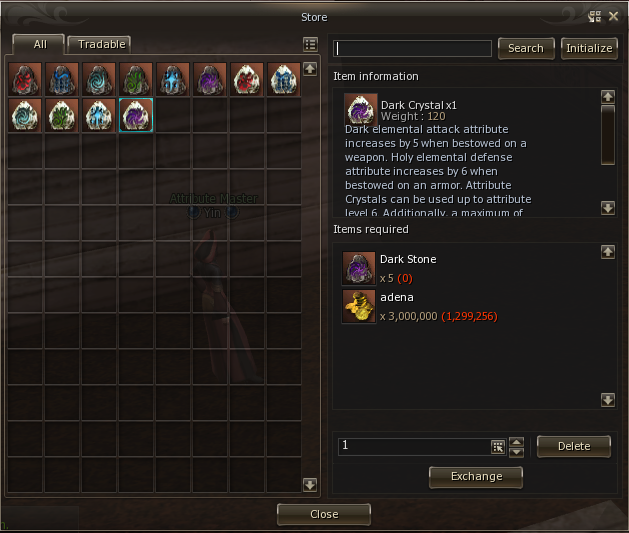 Store
All
Tradable
Search
Initialize
Item information
Dark Crystal x1
Weight : 120
Dark elemental attack attribute
increases by 5 when bestowed on a
weapon. Holy elemental defense
attribute increases by 6 when
bestowed on an armor. Attribute
Crystals can be used up to attribute
level 6. Additionally, a maximum of
Attribute Master
Yin
Items required
Dark Stone
x 5 (0)
adena
x 3,000,000 (1,299,256)
1
Delete
Exchange
Close
n.